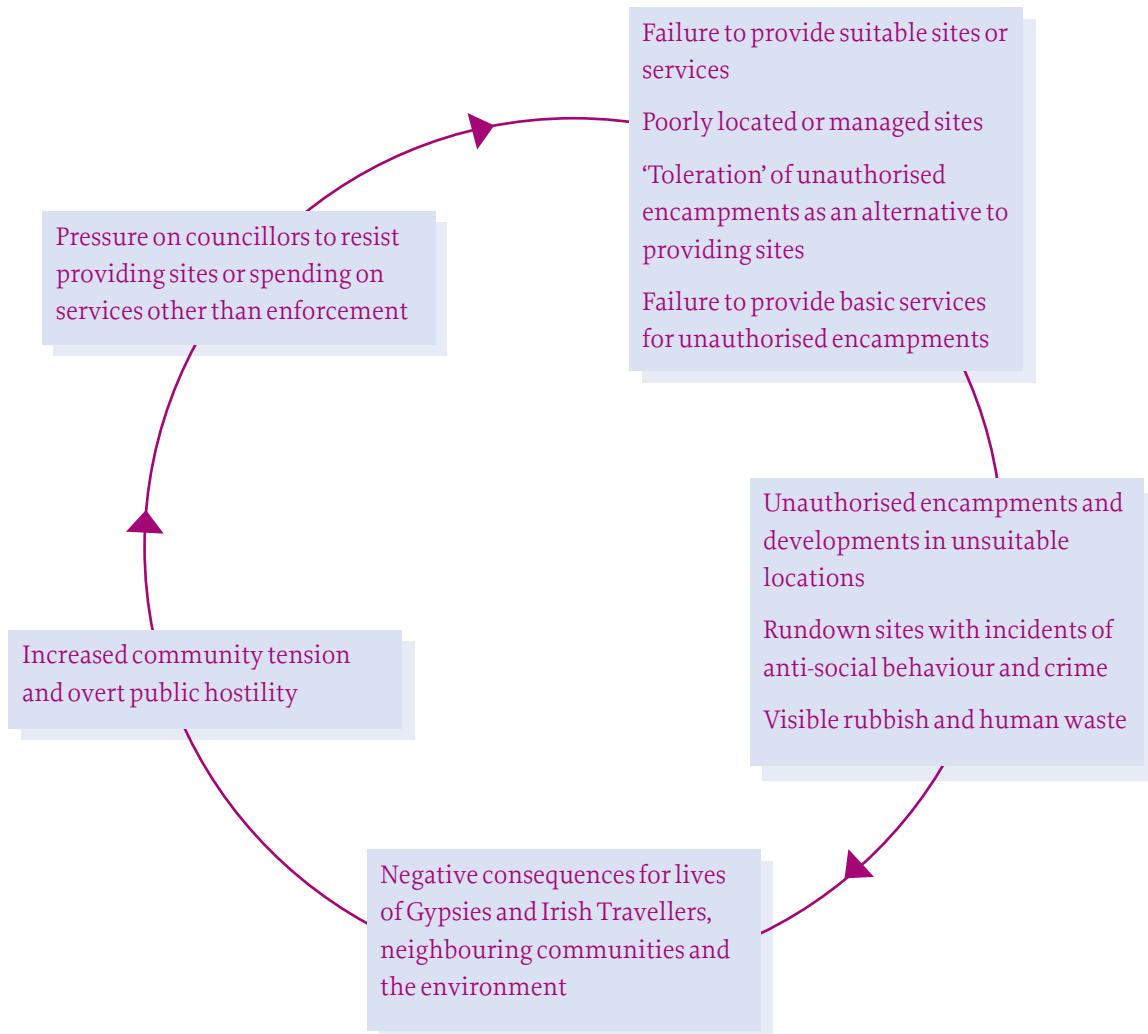 Failure to provide suitable sites or
services
Poorly located or managed sites
‘Toleration’ of unauthorised
encampments as an alternative to
providing sites
Failure to provide basic services
for unauthorised encampments
Unauthorised encampments and
developments in unsuitable
locations
Rundown sites with incidents of
anti-social behaviour and crime
Visible rubbish and human waste
Negative consequences for lives
of Gypsies and Irish Travellers,
neighbouring communities and
the environment
Increased community tension
and overt public hostility
Pressure on councillors to resist
providing sites or spending on
services other than enforcement